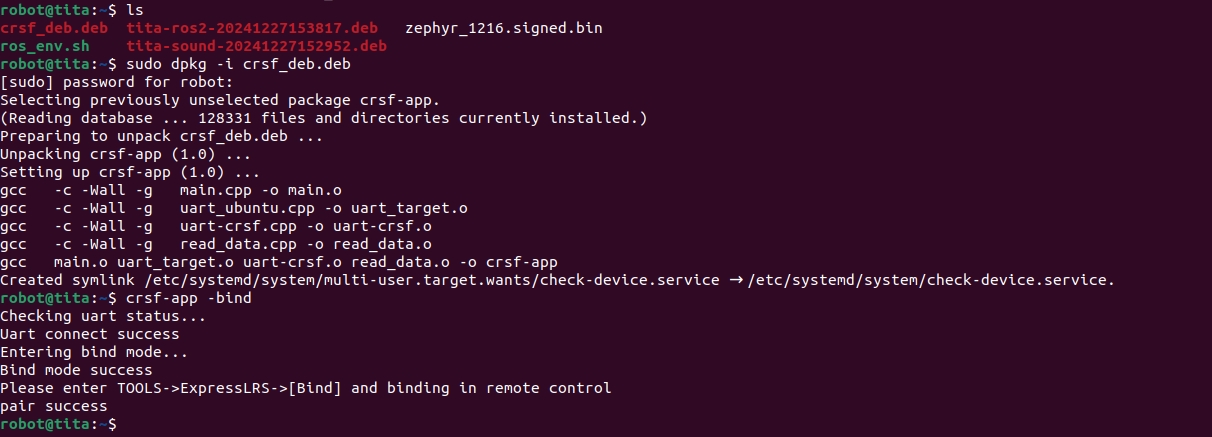 robot@tita:~$ ls
crsf_deb.deb  tita-ros2-20241227153817.deb   zephyr_1216.signed.bin
ros_env.sh    tita-sound-20241227152952.deb
robot@tita:~$ sudo dpkg -i crsf_deb.deb
[sudo] password for robot:
Selecting previously unselected package crsf-app.
(Reading database ... 128331 files and directories currently installed.)
Preparing to unpack crsf_deb.deb ...
Unpacking crsf-app (1.0) ...
Setting up crsf-app (1.0) ...
gcc   -c -Wall -g   main.cpp -o main.o
gcc   -c -Wall -g   uart_ubuntu.cpp -o uart_target.o
gcc   -c -Wall -g   uart-crsf.cpp -o uart-crsf.o
gcc   -c -Wall -g   read_data.cpp -o read_data.o
gcc   main.o uart_target.o uart-crsf.o read_data.o -o crsf-app
Created symlink /etc/systemd/system/multi-user.target.wants/check-device.service → /etc/systemd/system/check-device.service.
robot@tita:~$ crsf-app -bind
Checking uart status...
Uart connect success
Entering bind mode...
Bind mode success
Please enter TOOLS->ExpressLRS->[Bind] and binding in remote control
pair success
robot@tita:~$